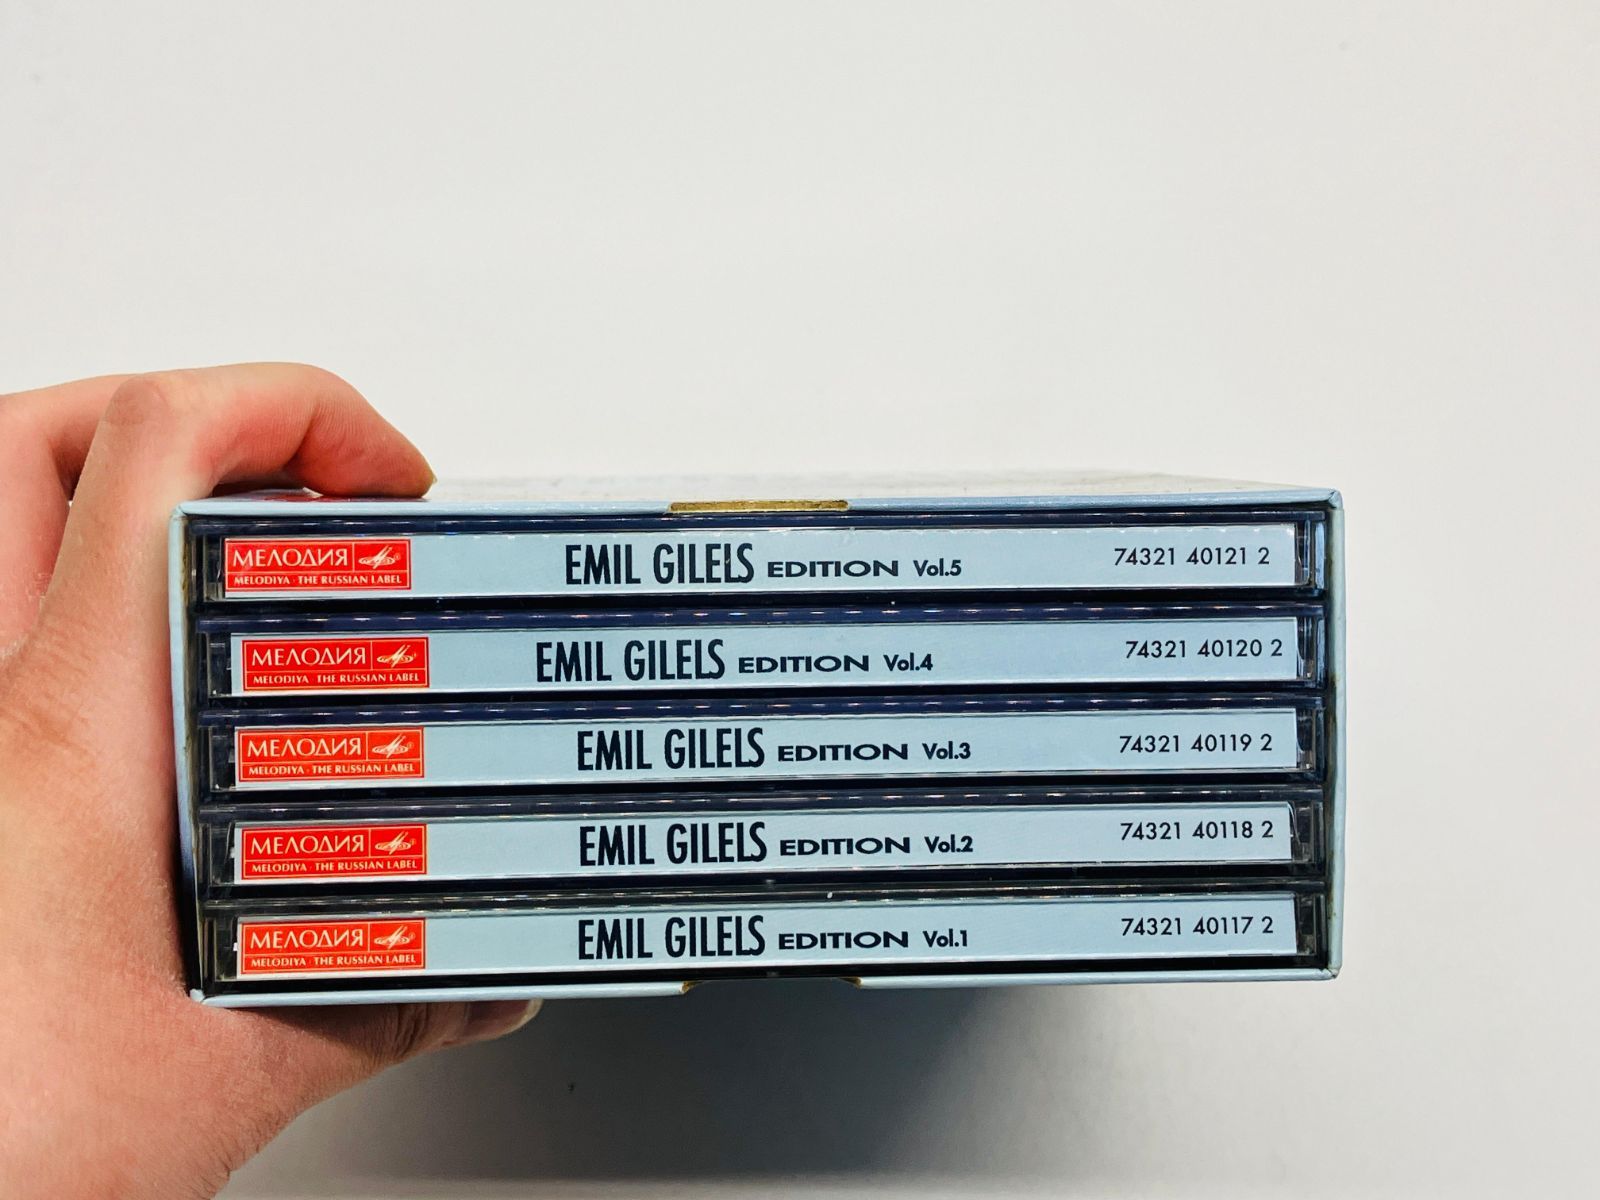 МЕЛОДИЯ
MELODIYA · THE RUSSIAN LABEL
EMIL GILELS EDITION Vol.5
74321 40121 2
МЕЛОДИЯ
MELODIYA · THE RUSSIAN LABEL
EMIL GILELS EDITION Vol.4
74321 40120 2
МЕЛОДИЯ
MELODIYA · THE RUSSIAN LABEL
EMIL GILELS EDITION Vol.3
74321 40119 2
МЕЛОДИЯ
MELODIYA · THE RUSSIAN LABEL
EMIL GILELS EDITION Vol.2
74321 40118 2
МЕЛОДИЯ
MELODIYA · THE RUSSIAN LABEL
EMIL GILELS EDITION Vol.1
74321 40117 2